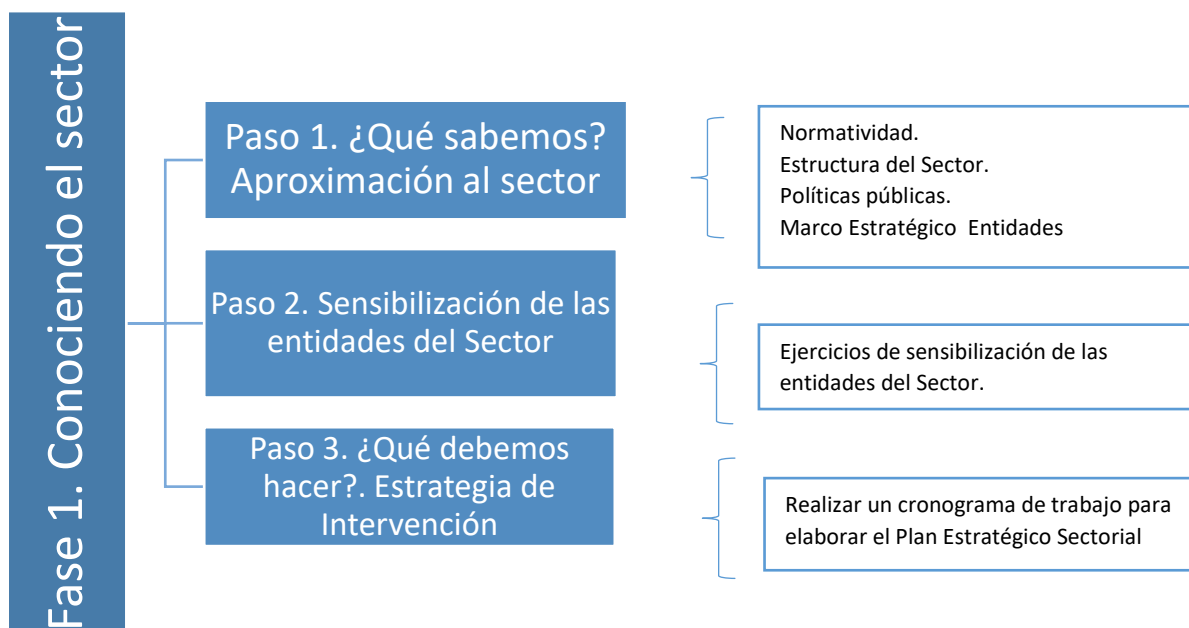 Fase 1. Conociendo el sector
Paso 1. ¿Qué sabemos?
Aproximación al sector
Normatividad.
Estructura del Sector.
Políticas públicas.
Marco Estratégico Entidades
Paso 2. Sensibilización de las
entidades del Sector
Ejercicios de sensibilización de las
entidades del Sector.
Paso 3. ¿Qué debemos
hacer?. Estrategia de
Intervención
Realizar un cronograma de trabajo para
elaborar el Plan Estratégico Sectorial